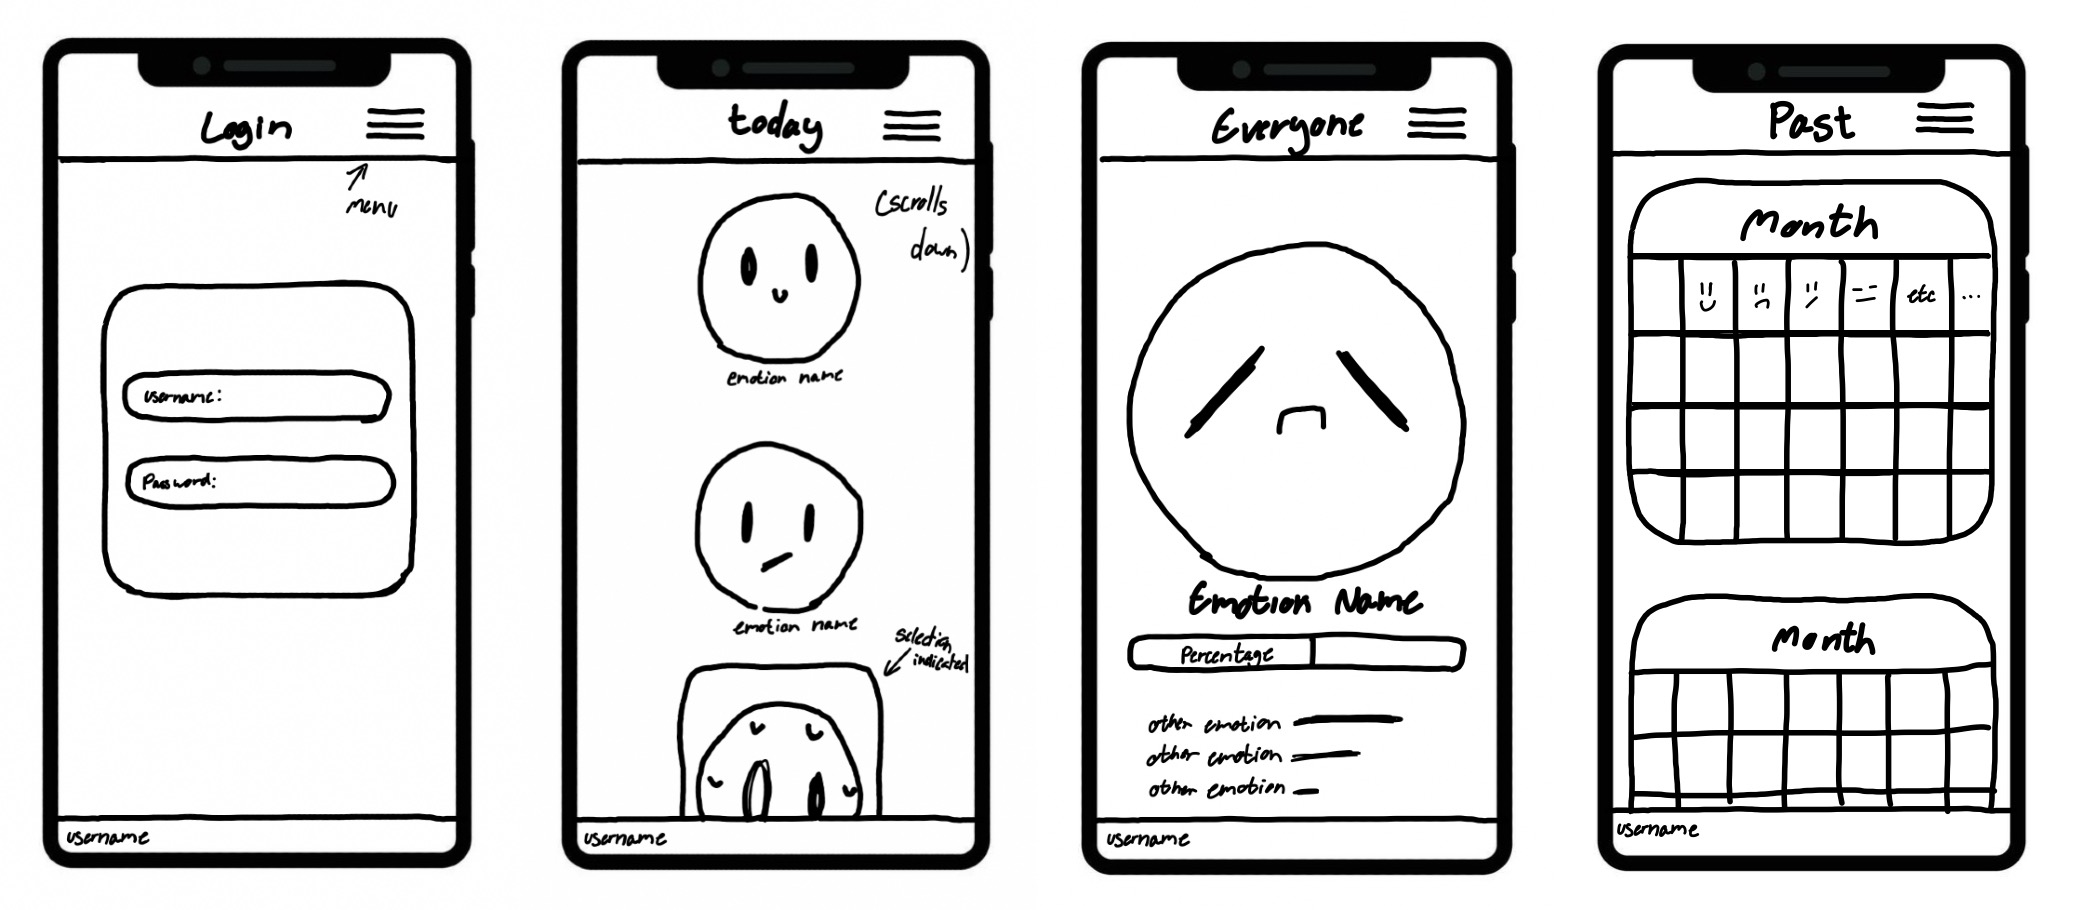 Login
menu
username:
Password:
username
today
(scrolls
down)
emotion name
emotion name
selection
indicated
username
Everyone
Emotion Name
Percentage
other emotion
other emotion
other emotion
username
Past
Month
etc ...
Month
username